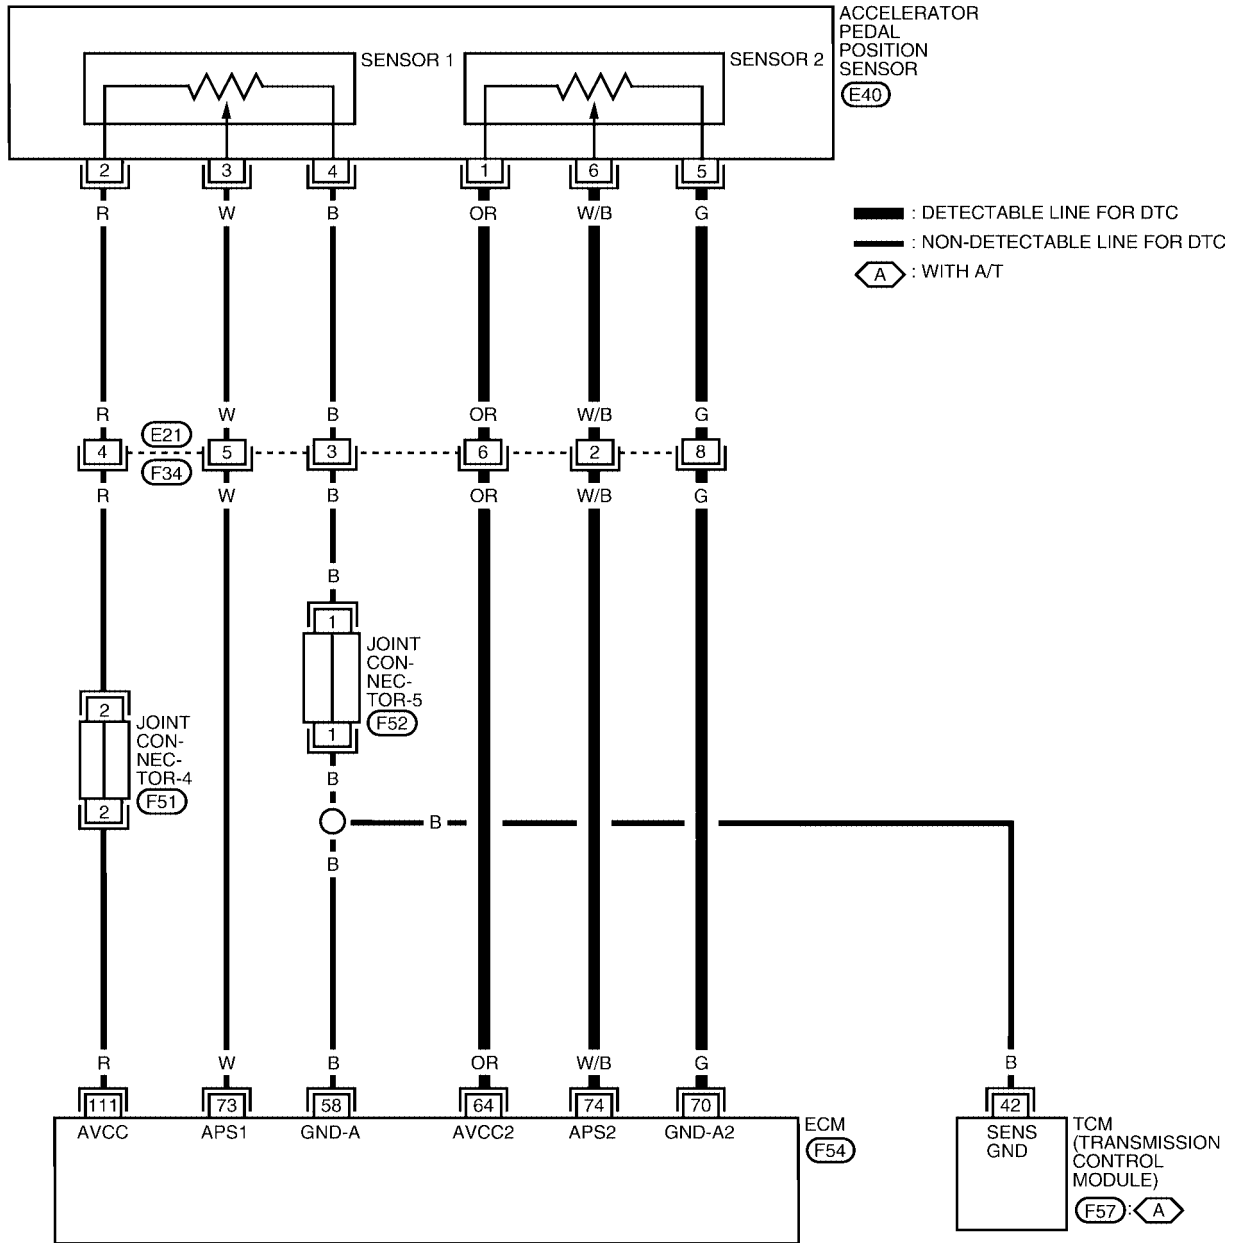 ACCELERATOR
PEDAL
POSITION
SENSOR
E40
SENSOR 1
SENSOR 2
2 3 4 1 6 5
R W B OR W/B G
: DETECTABLE LINE FOR DTC
: NON-DETECTABLE LINE FOR DTC
A : WITH A/T
R W B OR W/B G
E21
4 5 3 6 2 8
F34
R W B OR W/B G
B
1
JOINT
CON-
NEC-
TOR-5
F52
1
2
JOINT
CON-
NEC-
TOR-4
F51
2
B
B
B
R W B OR W/B G B
111 73 58 64 74 70 42
AVCC APS1 GND-A AVCC2 APS2 GND-A2
ECM
F54
SENS
GND
TCM
(TRANSMISSION
CONTROL
MODULE)
F57 : A